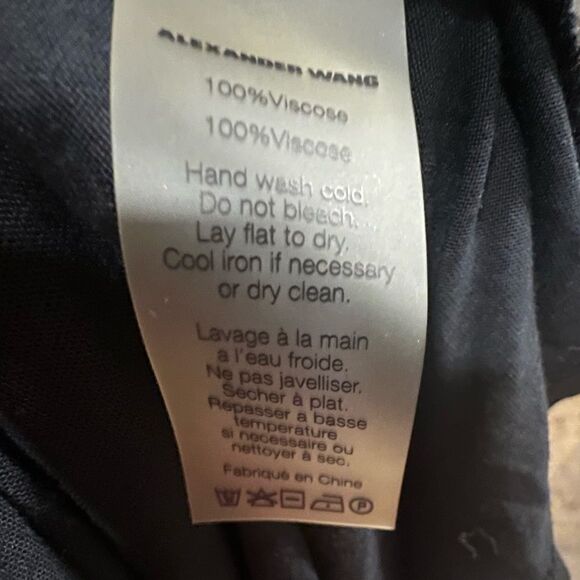 ALEXANDER WANG
100%Viscose
100%Viscose
Hand wash cold.
Do not bleach.
Lay flat to dry.
Cool iron if necessary
or dry clean.
Lavage à la main
a l'eau froide.
Ne pas javelliser.
Sècher à plat.
Repasser a basse
temperature
si necessaire ou
nettoyer à sec.
Fabriqué en Chine
P